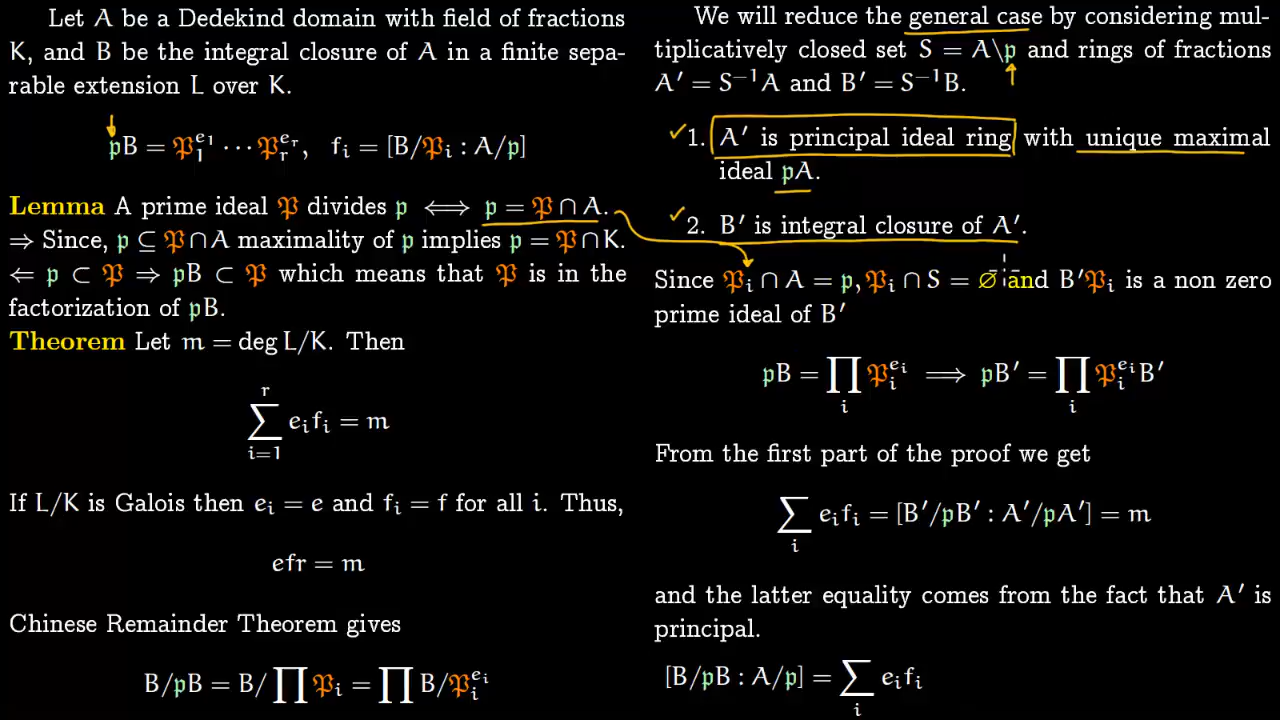 Let A be a Dedekind domain with field of fractions
K, and B be the integral closure of A in a finite sepa-
rable extension L over K.
𝔭B = 𝔓₁^{e₁} ⋯ 𝔓ᵣ^{eᵣ}, fᵢ = [B/𝔓ᵢ : A/𝔭]
Lemma A prime ideal 𝔓 divides 𝔭 ⟺ 𝔭 = 𝔓 ∩ A.
⇒ Since, 𝔭 ⊆ 𝔓 ∩ A maximality of 𝔭 implies 𝔭 = 𝔓 ∩ K.
⇐ 𝔭 ⊂ 𝔓 ⇒ 𝔭B ⊂ 𝔓 which means that 𝔓 is in the
factorization of 𝔭B.
Theorem Let m = deg L/K. Then
∑_{i=1}^{r} eᵢfᵢ = m
If L/K is Galois then eᵢ = e and fᵢ = f for all i. Thus,
efr = m
Chinese Remainder Theorem gives
B/𝔭B = B/∏ 𝔓ᵢ = ∏ B/𝔓ᵢ^{eᵢ}
We will reduce the general case by considering mul-
tiplicatively closed set S = A\𝔭 and rings of fractions
A′ = S⁻¹A and B′ = S⁻¹B.
✓ 1. A′ is principal ideal ring with unique maximal
ideal 𝔭A.
✓ 2. B′ is integral closure of A′.
Since 𝔓ᵢ ∩ A = 𝔭, 𝔓ᵢ ∩ S = ∅ and B′𝔓ᵢ is a non zero
prime ideal of B′
𝔭B = ∏ᵢ 𝔓ᵢ^{eᵢ} ⟹ 𝔭B′ = ∏ᵢ 𝔓ᵢ^{eᵢ}B′
From the first part of the proof we get
∑ᵢ eᵢfᵢ = [B′/𝔭B′ : A′/𝔭A′] = m
and the latter equality comes from the fact that A′ is
principal.
[B/𝔭B : A/𝔭] = ∑ᵢ eᵢfᵢ